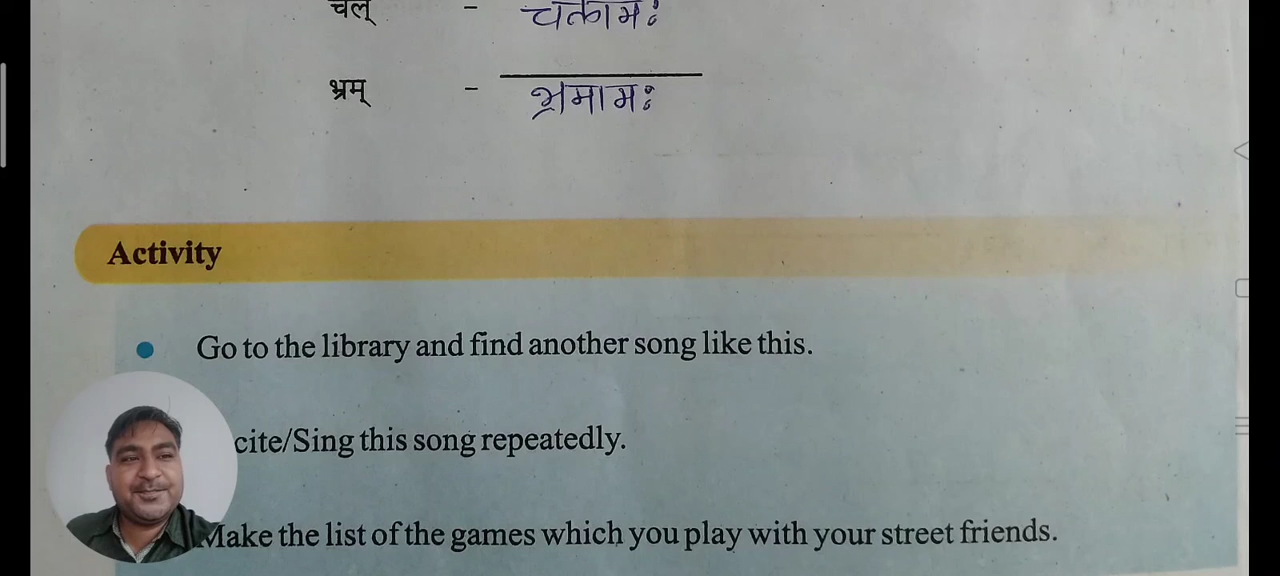 चल् - चलामः
भ्रम् - भ्रमामः
Activity
Go to the library and find another song like this.
cite/Sing this song repeatedly.
Make the list of the games which you play with your street friends.